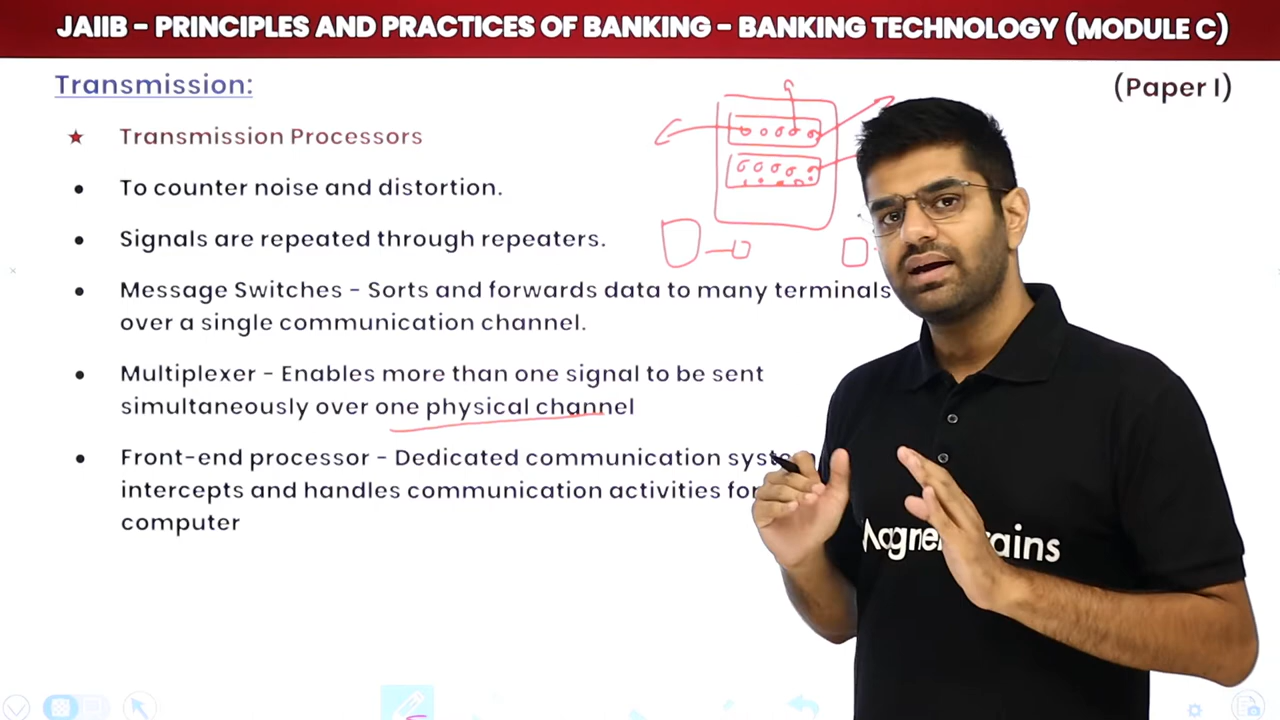 JAIIB - PRINCIPLES AND PRACTICES OF BANKING - BANKING TECHNOLOGY (MODULE C)
Transmission:
(Paper I)
★ Transmission Processors
• To counter noise and distortion.
• Signals are repeated through repeaters.
• Message Switches - Sorts and forwards data to many terminals
over a single communication channel.
• Multiplexer - Enables more than one signal to be sent
simultaneously over one physical channel
• Front-end processor - Dedicated communication
intercepts and handles communication activities for
computer